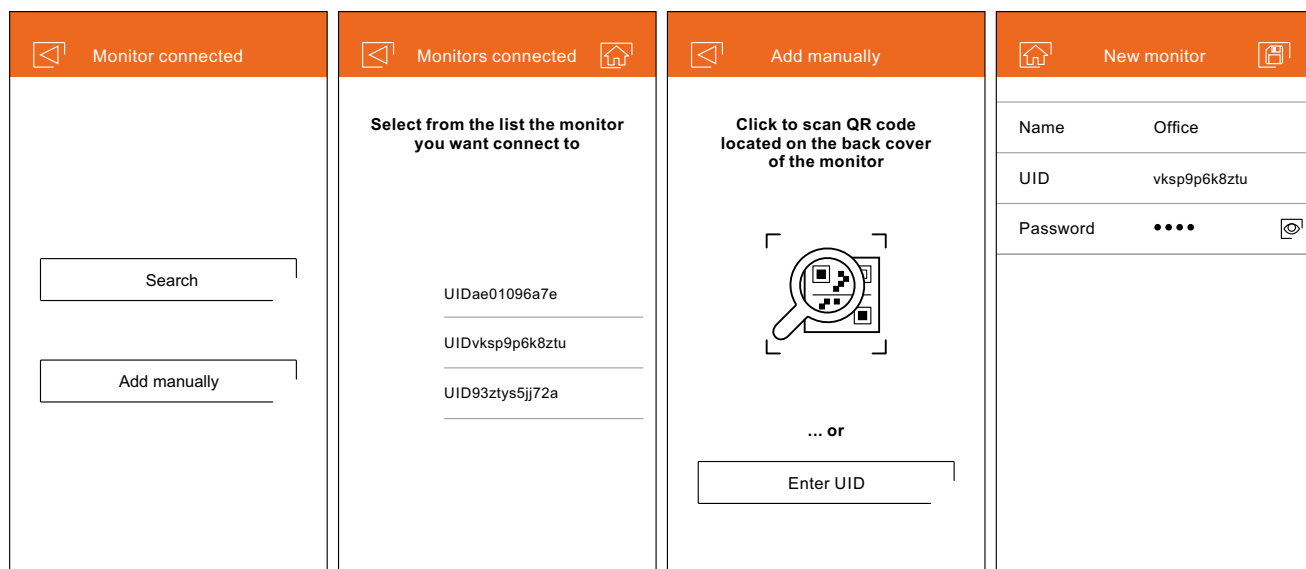 Monitor connected
Search
Add manually
Monitors connected
Select from the list the monitor
you want connect to
UIDae01096a7e
UIDvksp9p6k8ztu
UID93ztys5jj72a
Add manually
Click to scan QR code
located on the back cover
of the monitor
... or
Enter UID
New monitor
Name Office
UID vksp9p6k8ztu
Password ●●●●